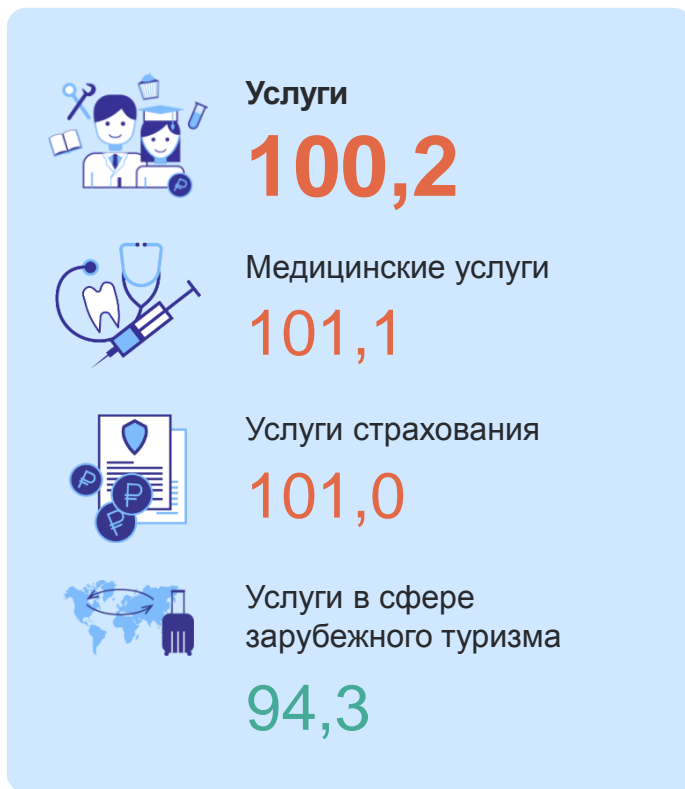 Услуги
100,2
Медицинские услуги
101,1
Услуги страхования
101,0
Услуги в сфере
зарубежного туризма
94,3